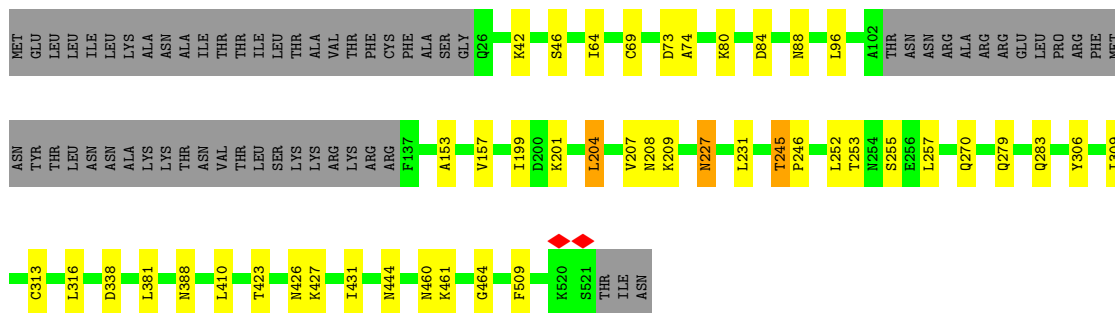 MET GLU LEU LEU ILE LEU LYS ALA ASN ALA ILE THR THR ILE LEU THR ALA VAL THR PHE CYS PHE ALA SER GLY Q26 K42 S46 I64 C69 D73 A74 K80 D84 N88 L96 A102 THR ASN ASN ARG ALA ARG ARG GLU LEU PRO ARG PHE MET
ASN TYR THR LEU ASN ASN ALA LYS LYS THR ASN VAL THR LEU SER LYS LYS ARG LYS ARG ARG F137 A153 V157 I199 D200 K201 L204 V207 N208 K209 N227 L231 T245 P246 L252 T253 N254 S255 E256 L257 Q270 Q279 Q283 Y306
C313 L316 D338 L381 N388 L410 T423 N426 K427 I431 N444 N460 K461 G464 F509 K520 S521 THR ILE ASN